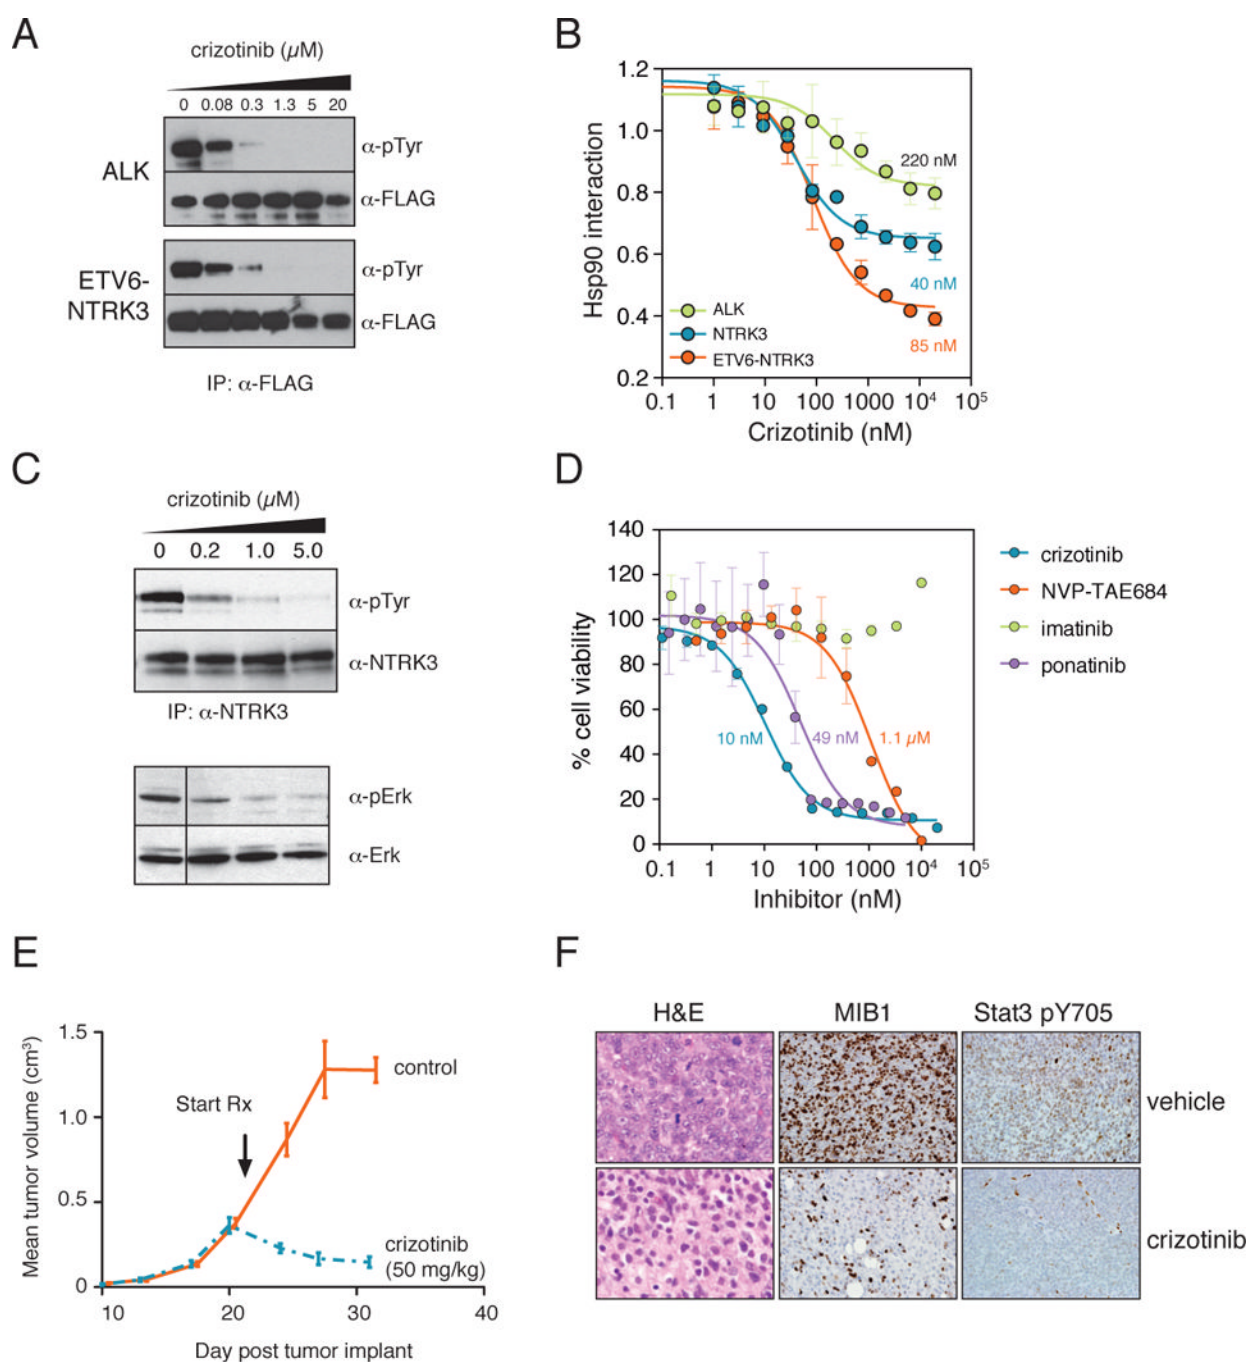 A
crizotinib (µM)
0 0.08 0.3 1.3 5 20
ALK
α-pTyr
α-FLAG
ETV6-
NTRK3
α-pTyr
α-FLAG
IP: α-FLAG
B
Hsp90 interaction
1.2
1.0
0.8
0.6
0.4
0.2
220 nM
40 nM
85 nM
ALK
NTRK3
ETV6-NTRK3
0.1 1 10 100 1000 10⁴ 10⁵
Crizotinib (nM)
C
crizotinib (µM)
0 0.2 1.0 5.0
α-pTyr
α-NTRK3
IP: α-NTRK3
α-pErk
α-Erk
D
% cell viability
140
120
100
80
60
40
20
0
10 nM 49 nM 1.1 µM
0.1 1 10 100 1000 10⁴ 10⁵
Inhibitor (nM)
crizotinib
NVP-TAE684
imatinib
ponatinib
E
Mean tumor volume (cm³)
1.5
1.0
0.5
0
control
Start Rx
crizotinib
(50 mg/kg)
10 20 30 40
Day post tumor implant
F
H&E MIB1 Stat3 pY705
vehicle
crizotinib